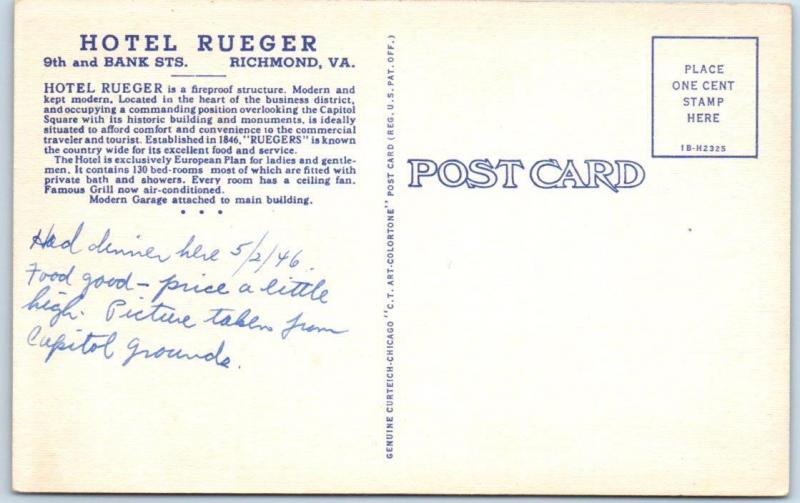 HOTEL RUEGER
9th and BANK STS. RICHMOND, VA.
HOTEL RUEGER is a fireproof structure. Modern and
kept modern. Located in the heart of the business district,
and occupying a commanding position overlooking the Capitol
Square with its historic building and monuments, is ideally
situated to afford comfort and convenience to the commercial
traveler and tourist. Established in 1846, "RUEGERS" is known
the country wide for its excellent food and service.
The Hotel is exclusively European Plan for ladies and gentle-
men. It contains 130 bed-rooms most of which are fitted with
private bath and showers. Every room has a ceiling fan.
Famous Grill now air-conditioned.
Modern Garage attached to main building.
• • •
Had dinner here 5/2/46.
Food good - price a little
high. Picture taken from
Capitol grounds.
GENUINE CURTEICH-CHICAGO "C.T. ART-COLORTONE" POST CARD (REG. U.S. PAT. OFF.)
POST CARD
PLACE
ONE CENT
STAMP
HERE
1B-H2325